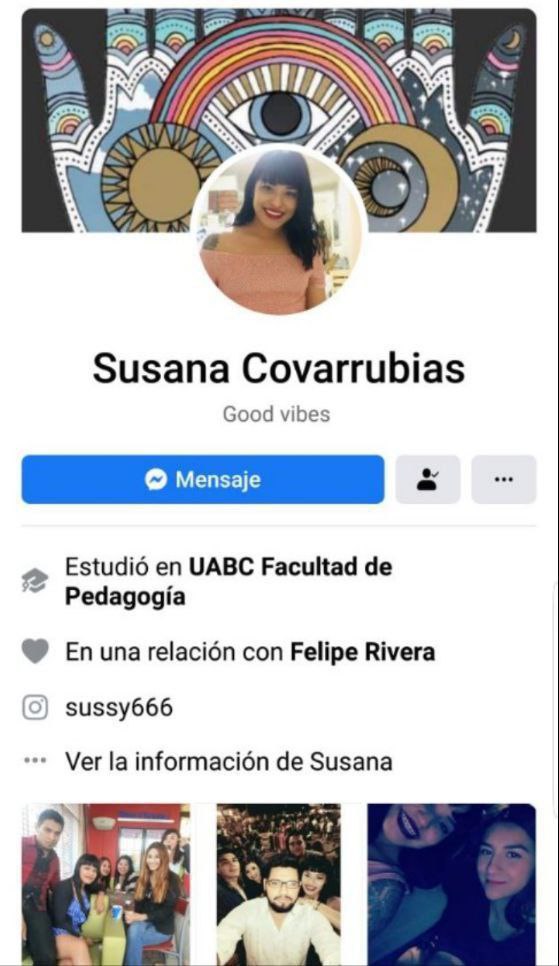 Susana Covarrubias
Good vibes
Mensaje
Estudió en UABC Facultad de
Pedagogía
En una relación con Felipe Rivera
sussy666
Ver la información de Susana